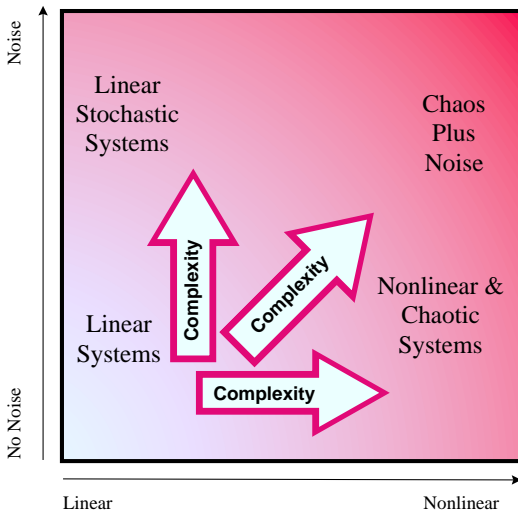 Noise
Linear
Stochastic
Systems
Chaos
Plus
Noise
Complexity
Complexity
Linear
Systems
Nonlinear &
Chaotic
Systems
Complexity
No Noise
Linear
Nonlinear